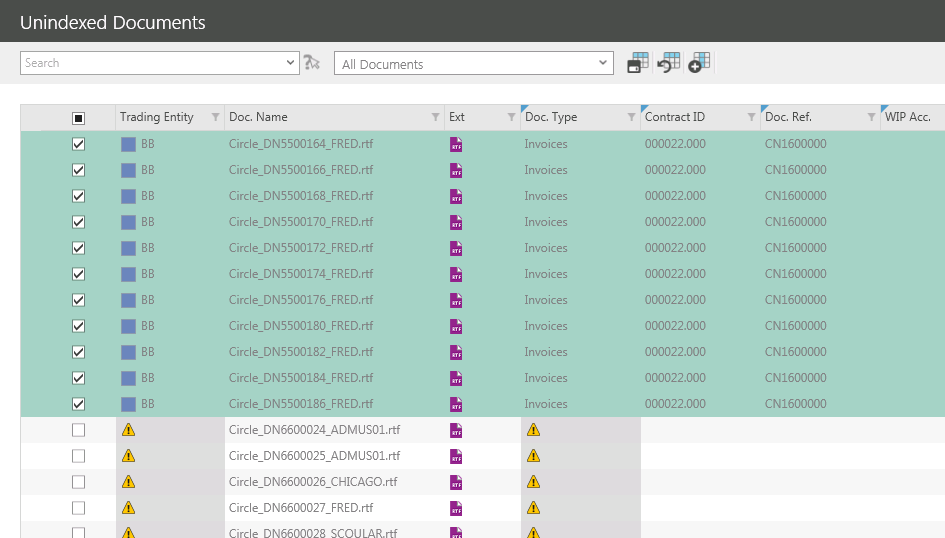 Unindexed Documents
Search All Documents
Trading Entity Doc. Name Ext Doc. Type Contract ID Doc. Ref. WIP Acc.
BB Circle_DN5500164_FRED.rtf RTF Invoices 000022.000 CN1600000
BB Circle_DN5500166_FRED.rtf RTF Invoices 000022.000 CN1600000
BB Circle_DN5500168_FRED.rtf RTF Invoices 000022.000 CN1600000
BB Circle_DN5500170_FRED.rtf RTF Invoices 000022.000 CN1600000
BB Circle_DN5500172_FRED.rtf RTF Invoices 000022.000 CN1600000
BB Circle_DN5500174_FRED.rtf RTF Invoices 000022.000 CN1600000
BB Circle_DN5500176_FRED.rtf RTF Invoices 000022.000 CN1600000
BB Circle_DN5500180_FRED.rtf RTF Invoices 000022.000 CN1600000
BB Circle_DN5500182_FRED.rtf RTF Invoices 000022.000 CN1600000
BB Circle_DN5500184_FRED.rtf RTF Invoices 000022.000 CN1600000
BB Circle_DN5500186_FRED.rtf RTF Invoices 000022.000 CN1600000
Circle_DN6600024_ADMUS01.rtf RTF
Circle_DN6600025_ADMUS01.rtf RTF
Circle_DN6600026_CHICAGO.rtf RTF
Circle_DN6600027_FRED.rtf RTF
Circle_DN6600028_SCOULAR.rtf RTF